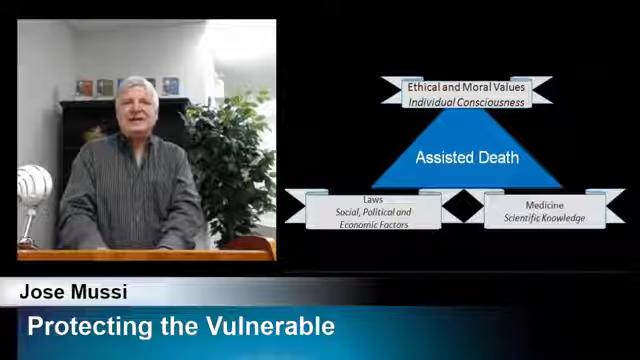 Ethical and Moral Values
Individual Consciousness
Assisted Death
Laws
Social, Political and
Economic Factors
Medicine
Scientific Knowledge
Jose Mussi
Protecting the Vulnerable